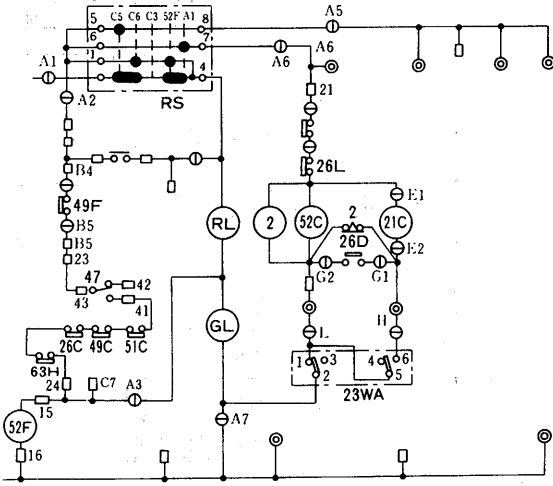 5 C5 C6 C3 52F A1 8
A5
6 7
A6 A6
1
A1 4
RS
A2
21
B4
26L
49F
E1
RL 2 52C 2 21C
B5
26D
E2
B5
23
G2 G1
47 42
43
41
GL
L H
26C 49C 51C
1 3 4 6
63H
2 5
C7 A3
24
23WA
15
A7
52F
16